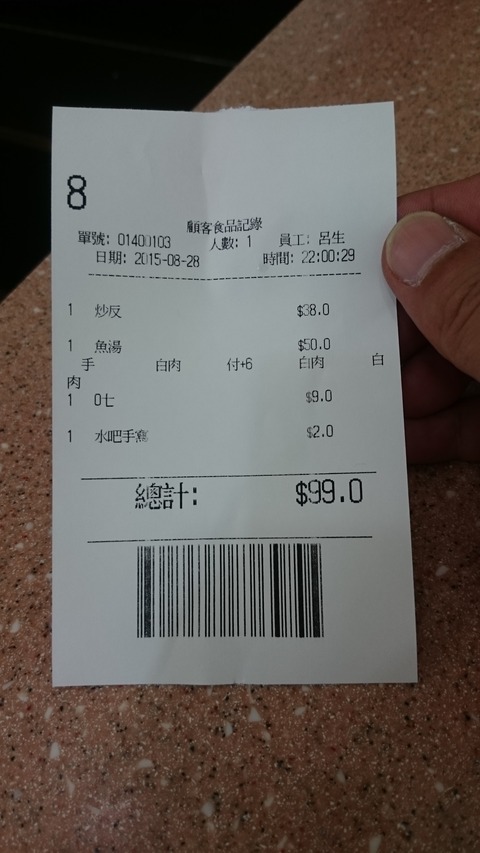 8
顧客食品記錄
單號: 01400103 人數: 1 員工: 呂生
日期: 2015-08-28 時間: 22:00:29
1 炒反 $38.0
1 魚湯 $50.0
手 白肉 付+6 白肉 白
肉
1 0七 $9.0
1 水吧手寫 $2.0
總計: $99.0